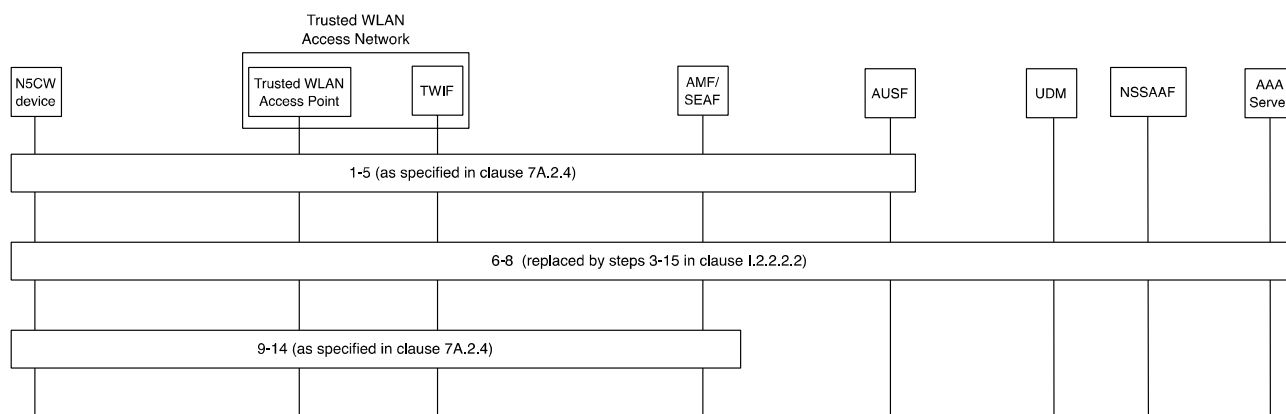 Trusted WLAN
Access Network
N5CW
device
Trusted WLAN
Access Point
TWIF
AMF/
SEAF
AUSF
UDM
NSSAAF
AAA
Server
1-5 (as specified in clause 7A.2.4)
6-8 (replaced by steps 3-15 in clause I.2.2.2.2)
9-14 (as specified in clause 7A.2.4)